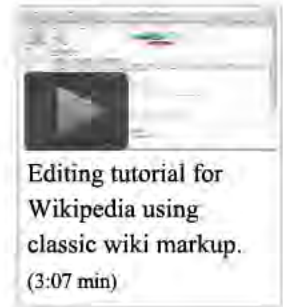 Editing tutorial for
Wikipedia using
classic wiki markup.
(3:07 min)